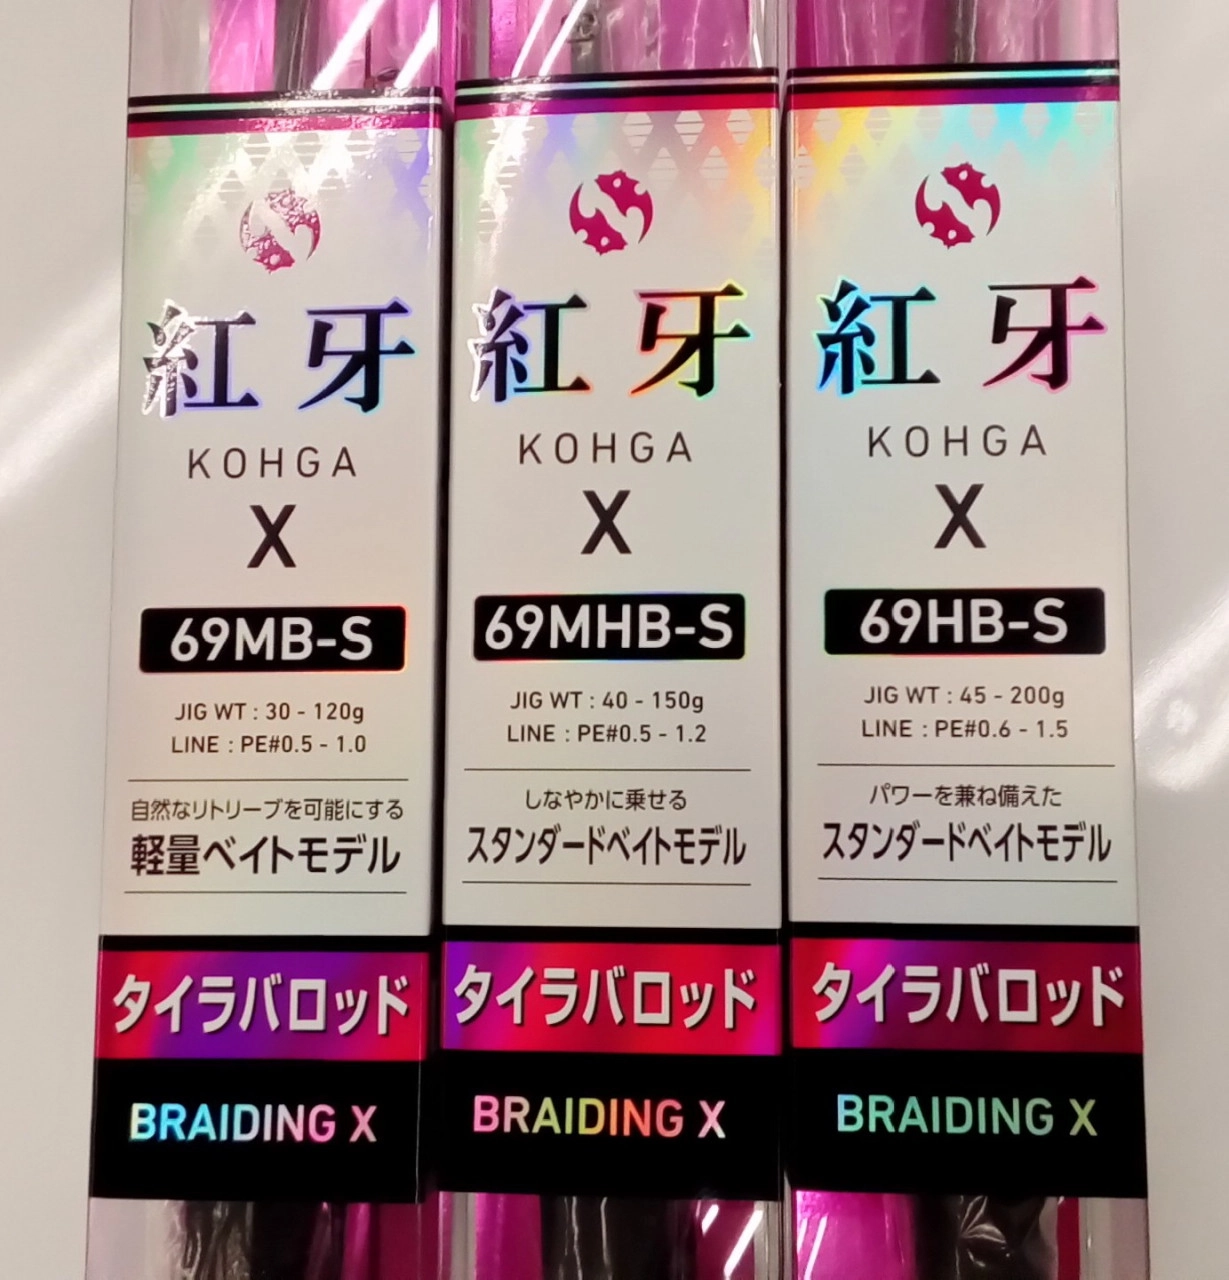 紅牙
KOHGA
X
69MB-S
JIG WT : 30 - 120g
LINE : PE#0.5 - 1.0
自然なリトリーブを可能にする
軽量ベイトモデル
タイラバロッド
BRAIDING X
紅牙
KOHGA
X
69MHB-S
JIG WT : 40 - 150g
LINE : PE#0.5 - 1.2
しなやかに乗せる
スタンダードベイトモデル
タイラバロッド
BRAIDING X
紅牙
KOHGA
X
69HB-S
JIG WT : 45 - 200g
LINE : PE#0.6 - 1.5
パワーを兼ね備えた
スタンダードベイトモデル
タイラバロッド
BRAIDING X